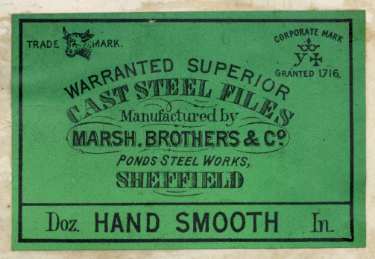 TRADE MARK.
CORPORATE MARK
GRANTED 1716.
WARRANTED SUPERIOR
CAST STEEL FILES
Manufactured by
MARSH, BROTHERS & Co.
PONDS STEEL WORKS,
SHEFFIELD
Doz. HAND SMOOTH In.